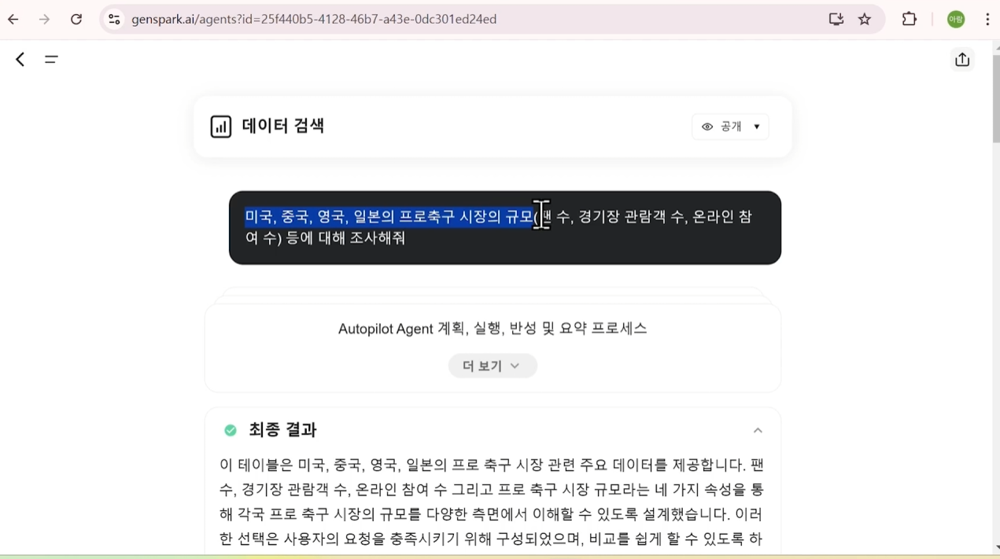 genspark.ai/agents?id=25f440b5-4128-46b7-a43e-0dc301ed24ed
아람
데이터 검색
공개
미국, 중국, 영국, 일본의 프로축구 시장의 규모(팬 수, 경기장 관람객 수, 온라인 참
여 수) 등에 대해 조사해줘
Autopilot Agent 계획, 실행, 반성 및 요약 프로세스
더 보기
최종 결과
이 테이블은 미국, 중국, 영국, 일본의 프로 축구 시장 관련 주요 데이터를 제공합니다. 팬
수, 경기장 관람객 수, 온라인 참여 수 그리고 프로 축구 시장 규모라는 네 가지 속성을 통
해 각국 프로 축구 시장의 규모를 다양한 측면에서 이해할 수 있도록 설계했습니다. 이러
한 선택은 사용자의 요청을 충족시키기 위해 구성되었으며, 비교를 쉽게 할 수 있도록 하